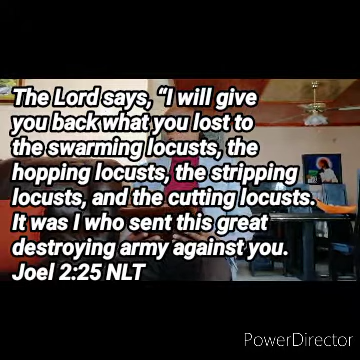 The Lord says, “I will give
you back what you lost to
the swarming locusts, the
hopping locusts, the stripping
locusts, and the cutting locusts.
It was I who sent this great
destroying army against you.
Joel 2:25 NLT
PowerDirector